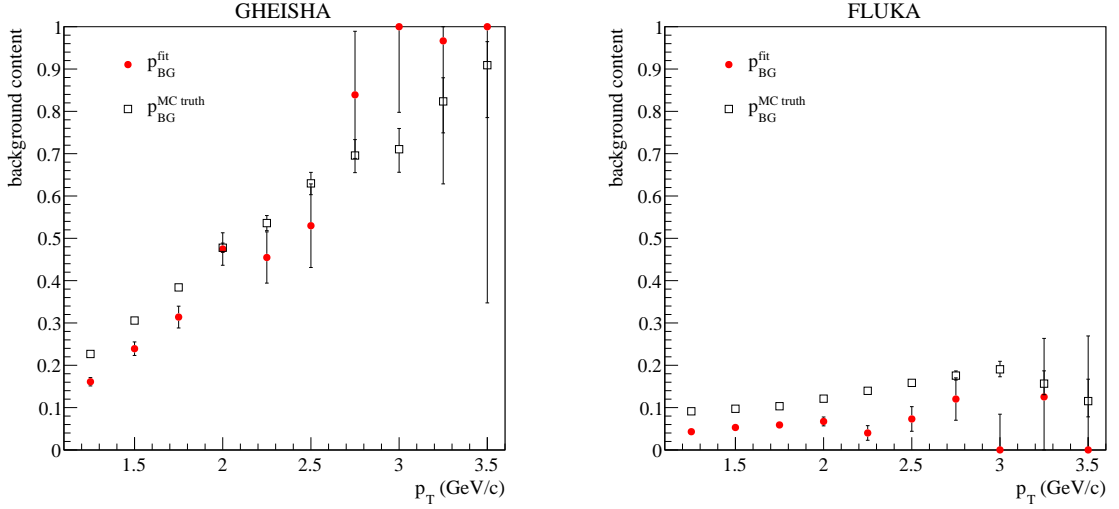 GHEISHA
background content
1
0.9
0.8
0.7
0.6
0.5
0.4
0.3
0.2
0.1
0
p_BG^fit
p_BG^MC truth
1.5 2 2.5 3 3.5
p_T (GeV/c)
FLUKA
background content
1
0.9
0.8
0.7
0.6
0.5
0.4
0.3
0.2
0.1
0
p_BG^fit
p_BG^MC truth
1.5 2 2.5 3 3.5
p_T (GeV/c)